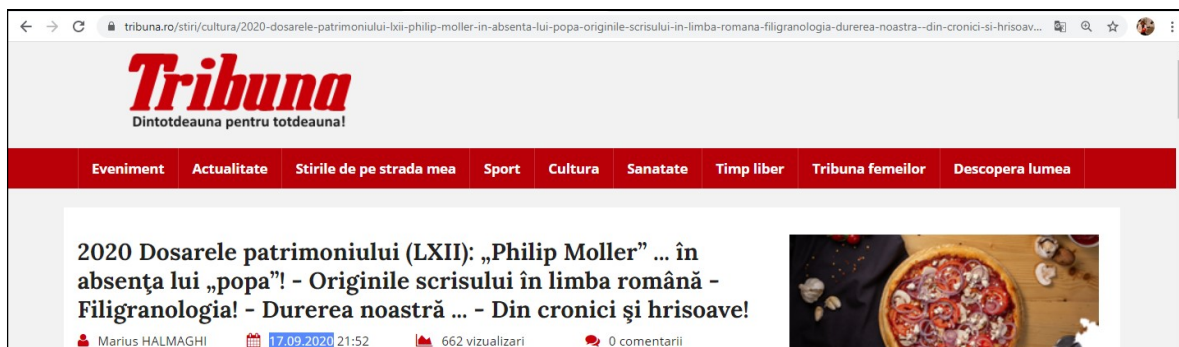 tribuna.ro/stiri/cultura/2020-dosarele-patrimoniului-lxii-philip-moller-in-absenta-lui-popa-originile-scrisului-in-limba-romana-filigranologia-durerea-noastra--din-cronici-si-hrisoav...
Tribuna
Dintotdeauna pentru totdeauna!
Eveniment Actualitate Stirile de pe strada mea Sport Cultura Sanatate Timp liber Tribuna femeilor Descopera lumea
2020 Dosarele patrimoniului (LXII): „Philip Moller” ... în
absenţa lui „popa”! - Originile scrisului în limba română -
Filigranologia! - Durerea noastră ... - Din cronici şi hrisoave!
Marius HALMAGHI 17.09.2020 21:52 662 vizualizari 0 comentarii